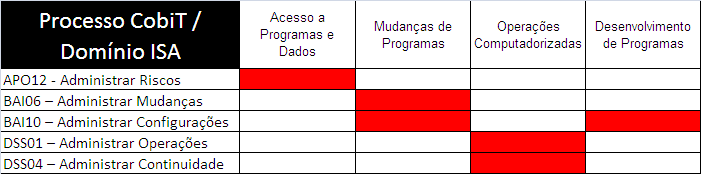 Processo CobiT /
Domínio ISA
Acesso a
Programas e
Dados
Mudanças de
Programas
Operações
Computadorizadas
Desenvolvimento
de Programas
APO12 - Administrar Riscos
BAI06 – Administrar Mudanças
BAI10 – Administrar Configurações
DSS01 – Administrar Operações
DSS04 – Administrar Continuidade